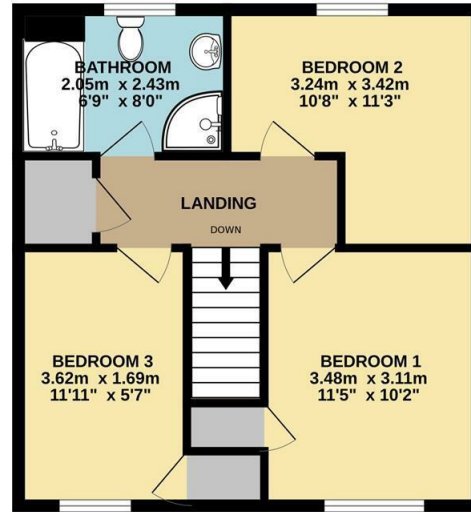 BATHROOM
2.05m x 2.43m
6'9" x 8'0"
BEDROOM 2
3.24m x 3.42m
10'8" x 11'3"
LANDING
DOWN
BEDROOM 3
3.62m x 1.69m
11'11" x 5'7"
BEDROOM 1
3.48m x 3.11m
11'5" x 10'2"